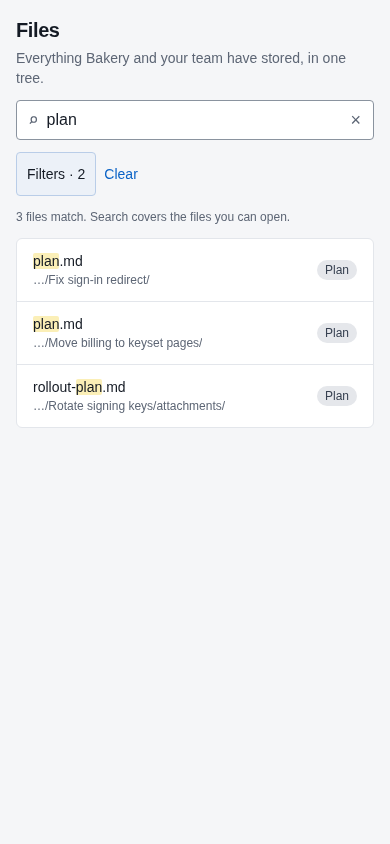 Files
Everything Bakery and your team have stored, in one
tree.
plan
×
Filters · 2
Clear
3 files match. Search covers the files you can open.
plan.md
Plan
…/Fix sign-in redirect/
plan.md
Plan
…/Move billing to keyset pages/
rollout-plan.md
Plan
…/Rotate signing keys/attachments/